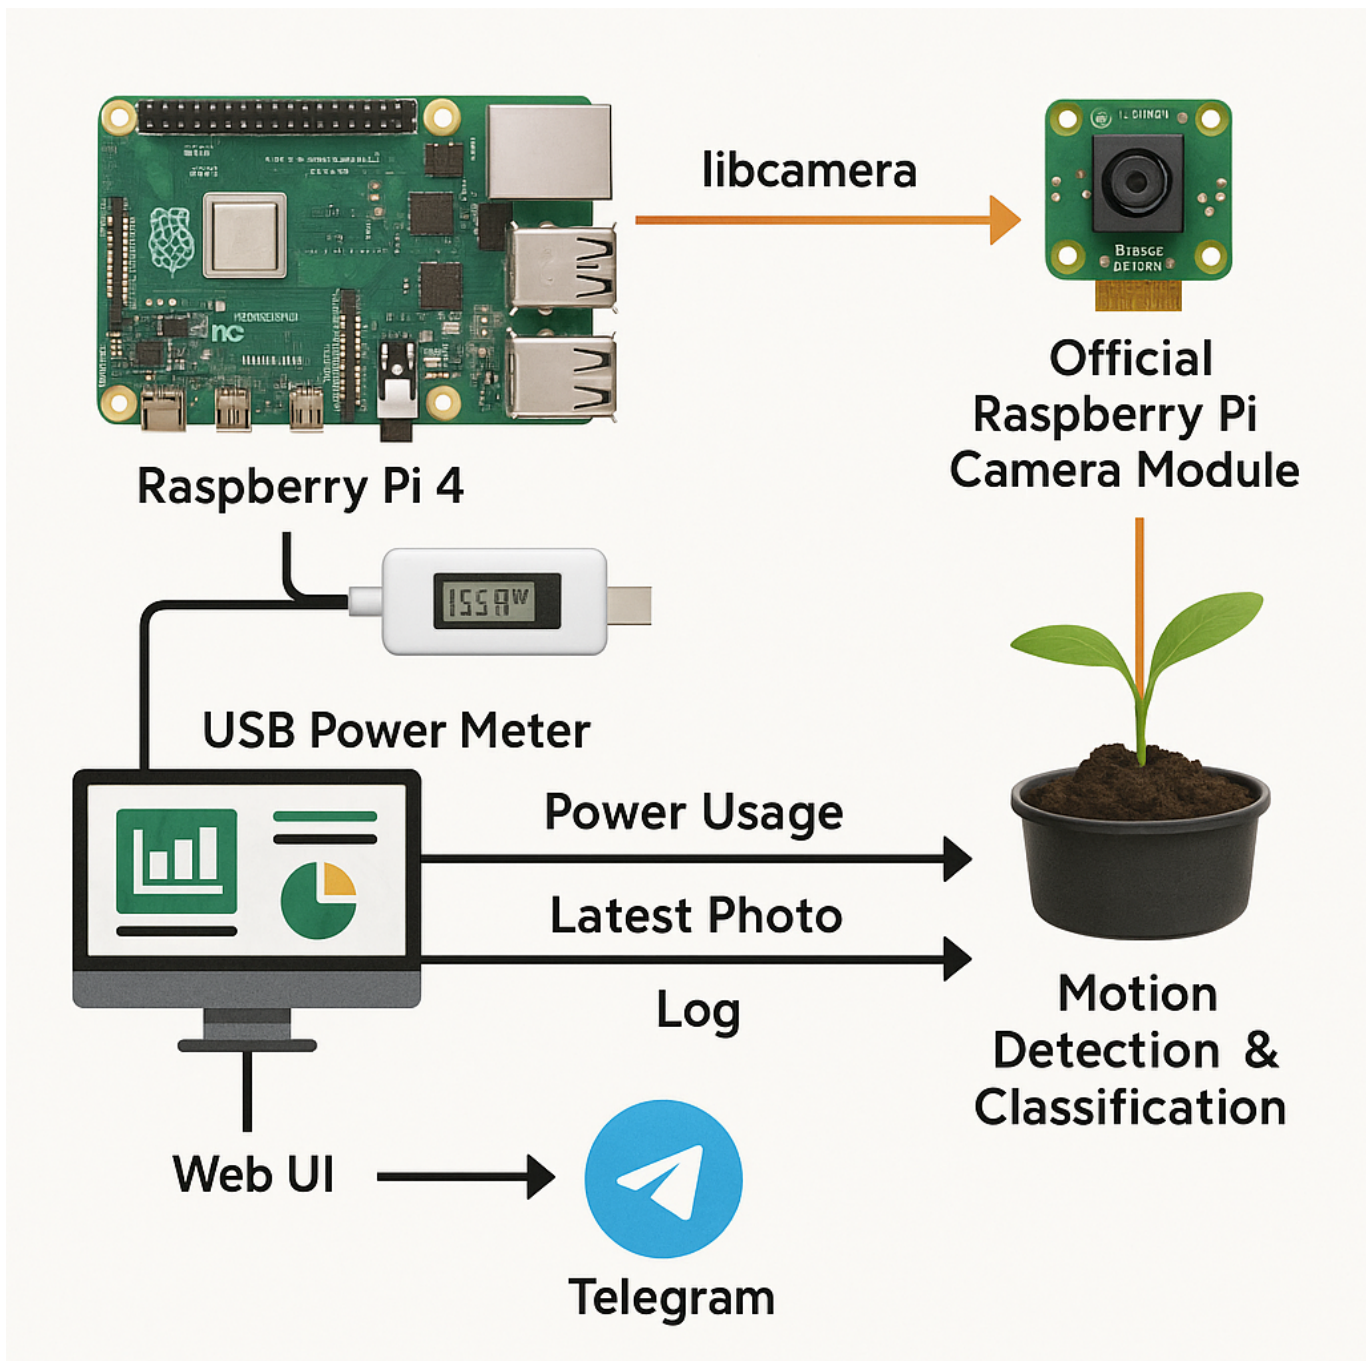 libcamera
Official
Raspberry Pi
Camera Module
Raspberry Pi 4
USB Power Meter
Power Usage
Latest Photo
Log
Motion
Detection &
Classification
Web UI
Telegram